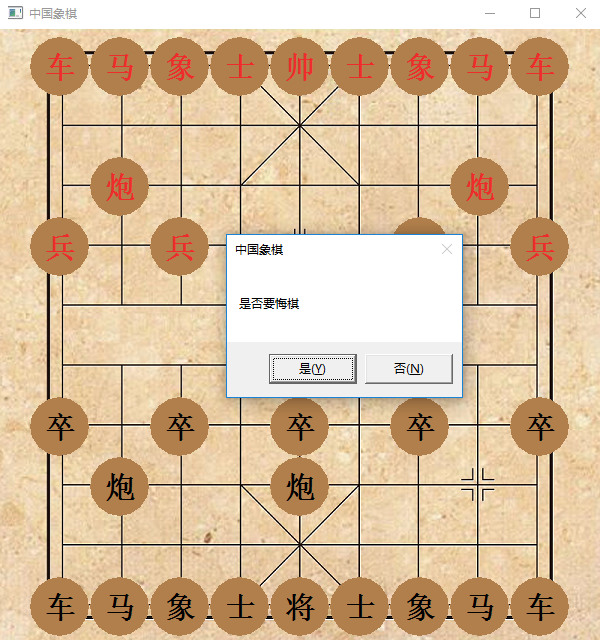 中国象棋
车 马 象 士 帅 士 象 马 车
炮 炮
兵 兵 兵
中国象棋
是否要悔棋
是(Y) 否(N)
卒 卒 卒 卒 卒
炮 炮
车 马 象 士 将 士 象 马 车